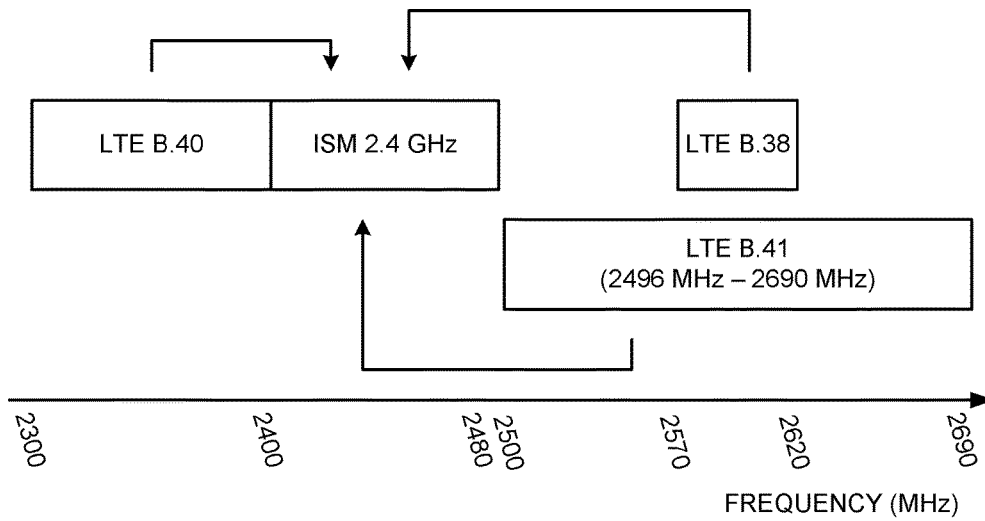 LTE B.40
ISM 2.4 GHz
LTE B.38
LTE B.41
(2496 MHz – 2690 MHz)
2300
2400
2480
2500
2570
2620
2690
FREQUENCY (MHz)